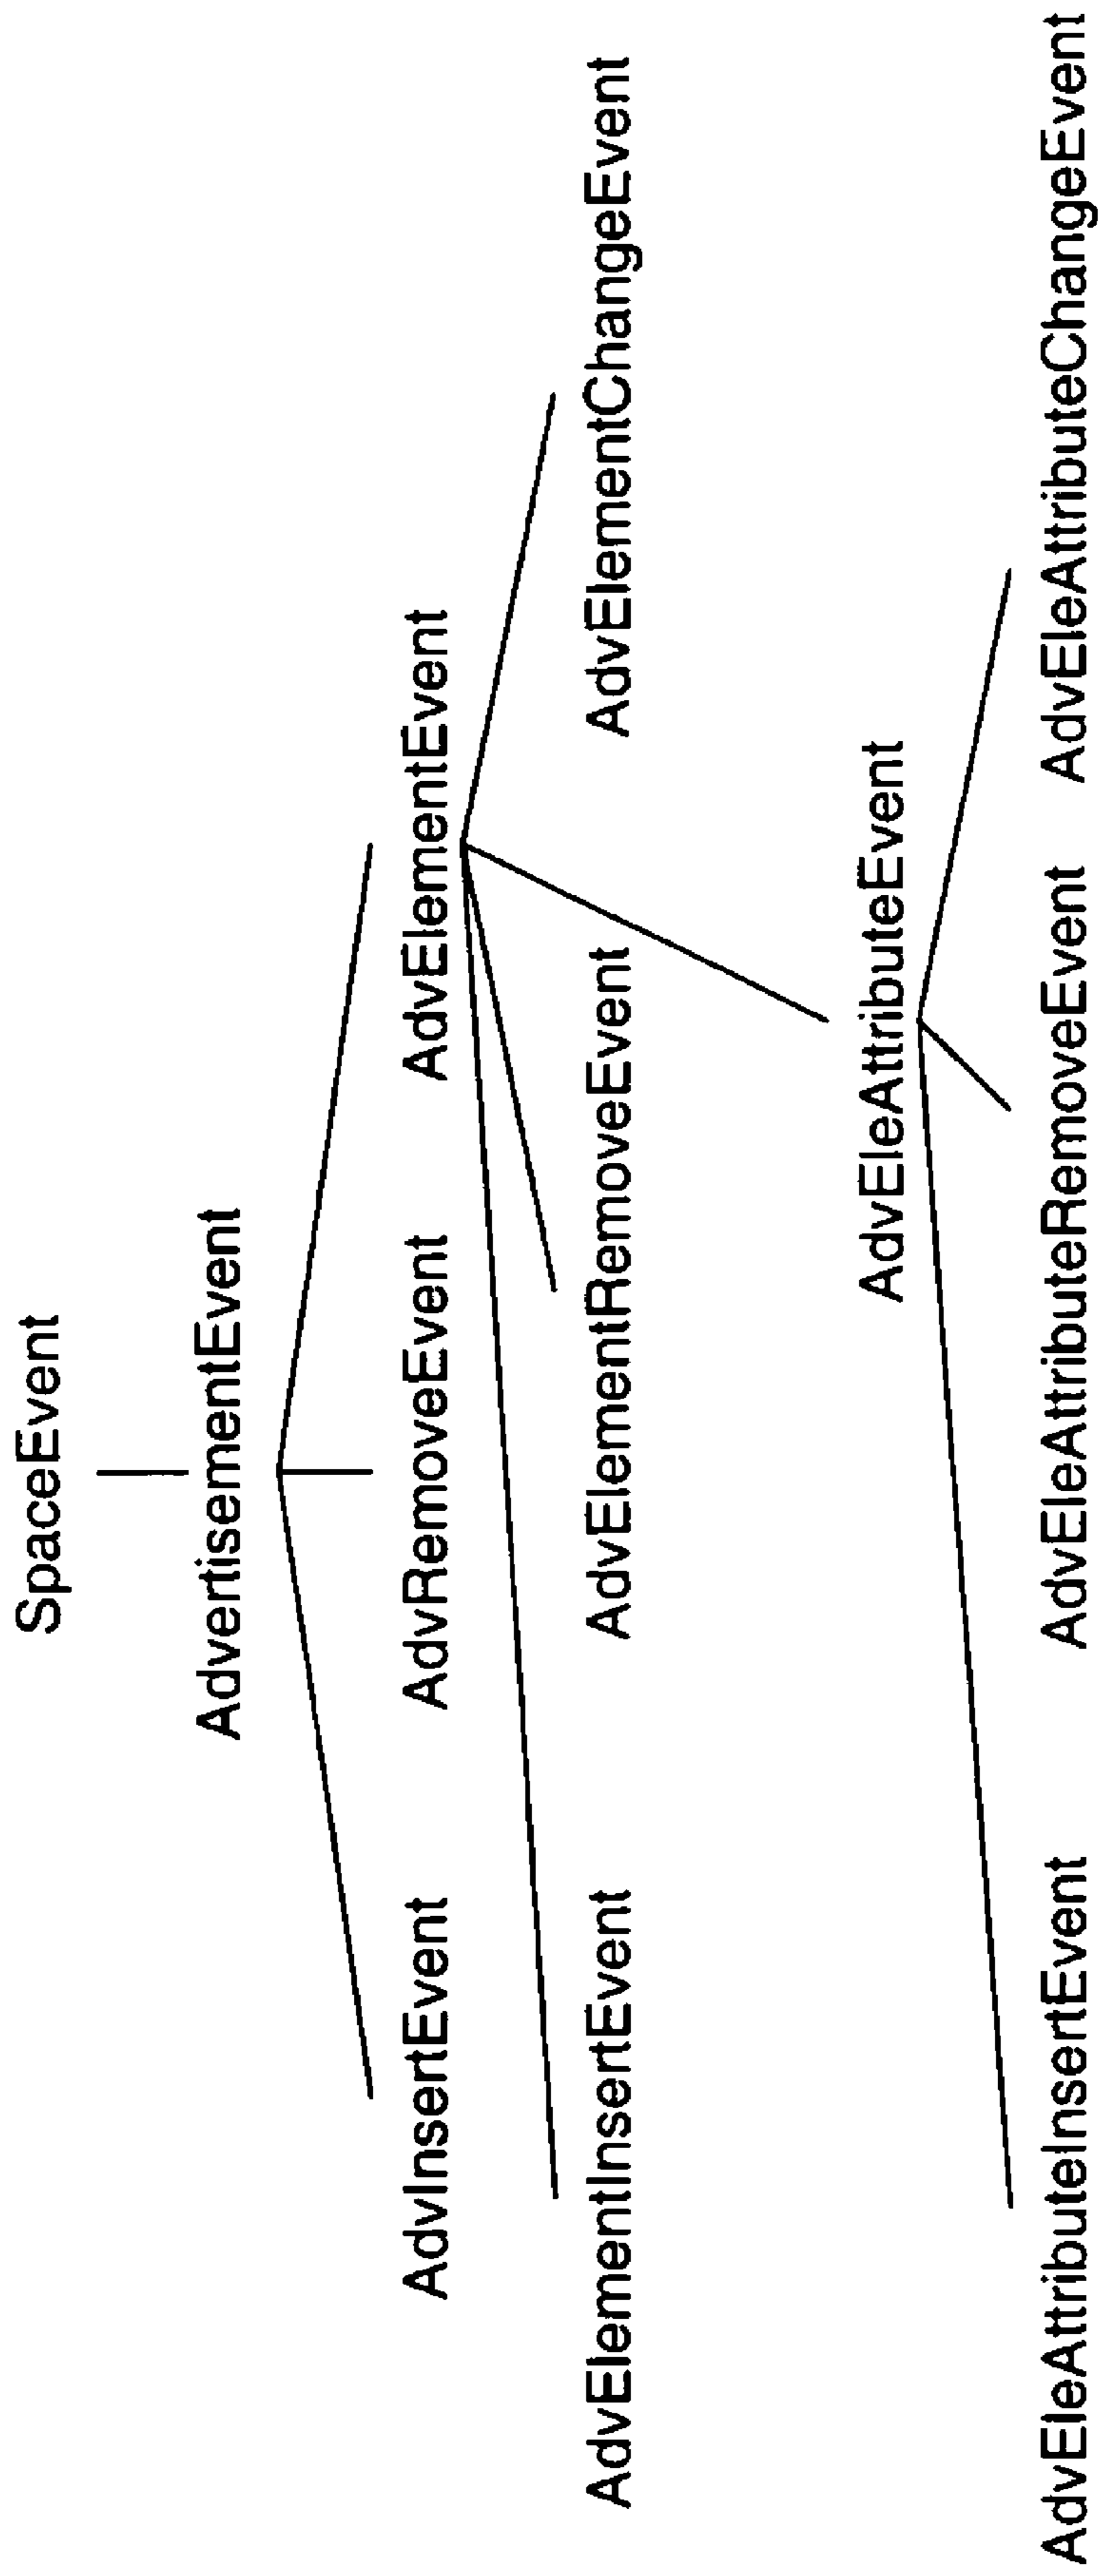 SpaceEvent
AdvertisementEvent
AdvInsertEvent
AdvRemoveEvent
AdvElementEvent
AdvElementInsertEvent
AdvElementRemoveEvent
AdvElementChangeEvent
AdvEleAttributeEvent
AdvEleAttributeInsertEvent
AdvEleAttributeRemoveEvent
AdvEleAttributeChangeEvent